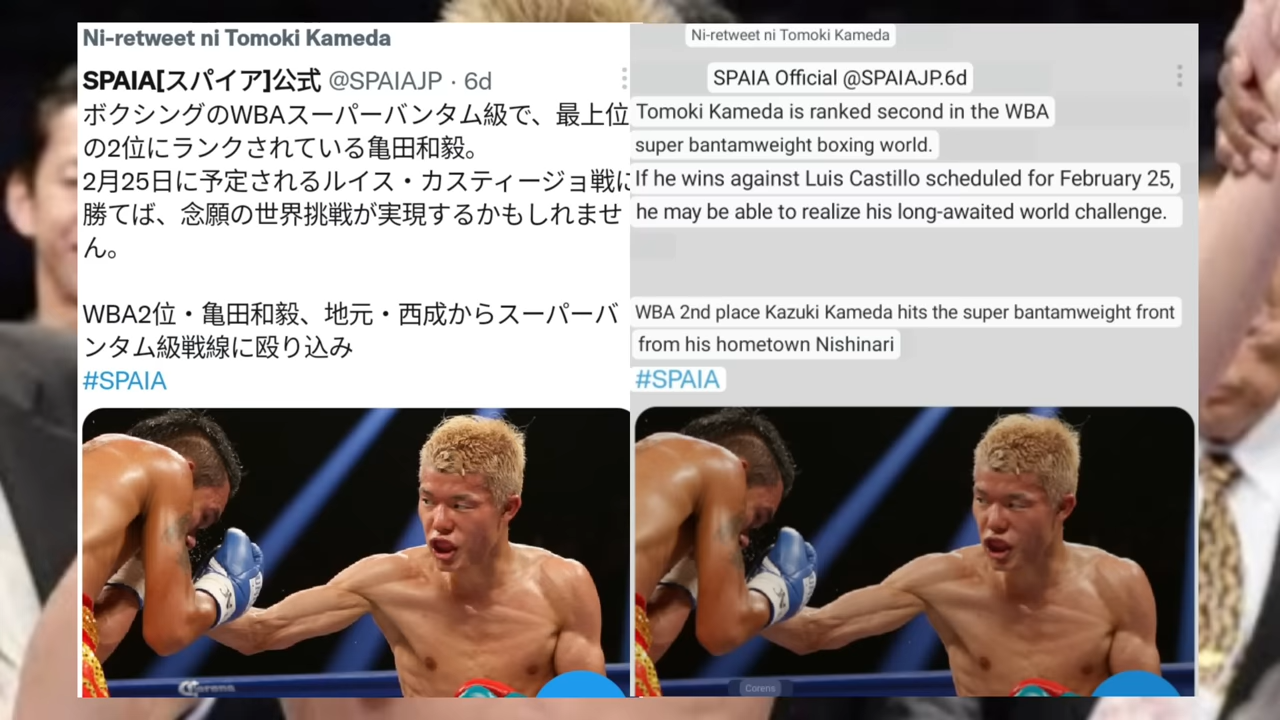 Ni-retweet ni Tomoki Kameda
SPAIA[スパイア]公式 @SPAIAJP · 6d
ボクシングのWBAスーパーバンタム級で、最上位
の2位にランクされている亀田和毅。
2月25日に予定されるルイス・カスティージョ戦に
勝てば、念願の世界挑戦が実現するかもしれませ
ん。
WBA2位・亀田和毅、地元・西成からスーパーバ
ンタム級戦線に殴り込み
#SPAIA
Corens
Ni-retweet ni Tomoki Kameda
SPAIA Official @SPAIAJP.6d
Tomoki Kameda is ranked second in the WBA
super bantamweight boxing world.
If he wins against Luis Castillo scheduled for February 25,
he may be able to realize his long-awaited world challenge.
WBA 2nd place Kazuki Kameda hits the super bantamweight front
from his hometown Nishinari
#SPAIA
Corens